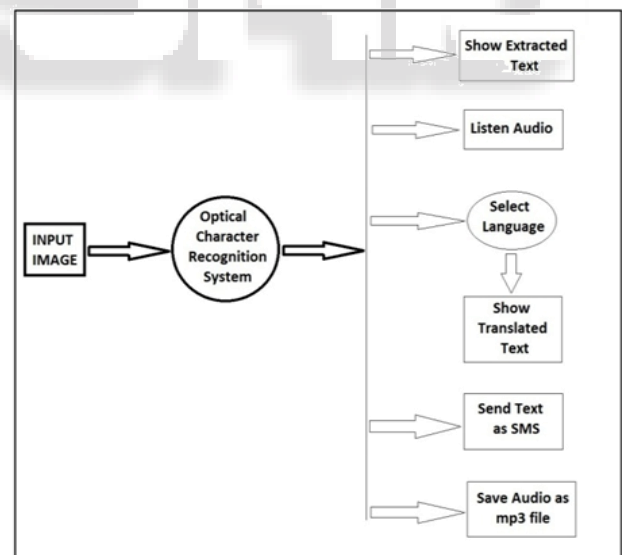 Show Extracted
Text
Listen Audio
Select
Language
Show
Translated
Text
INPUT
IMAGE
Optical
Character
Recognition
System
Send Text
as SMS
Save Audio as
mp3 file